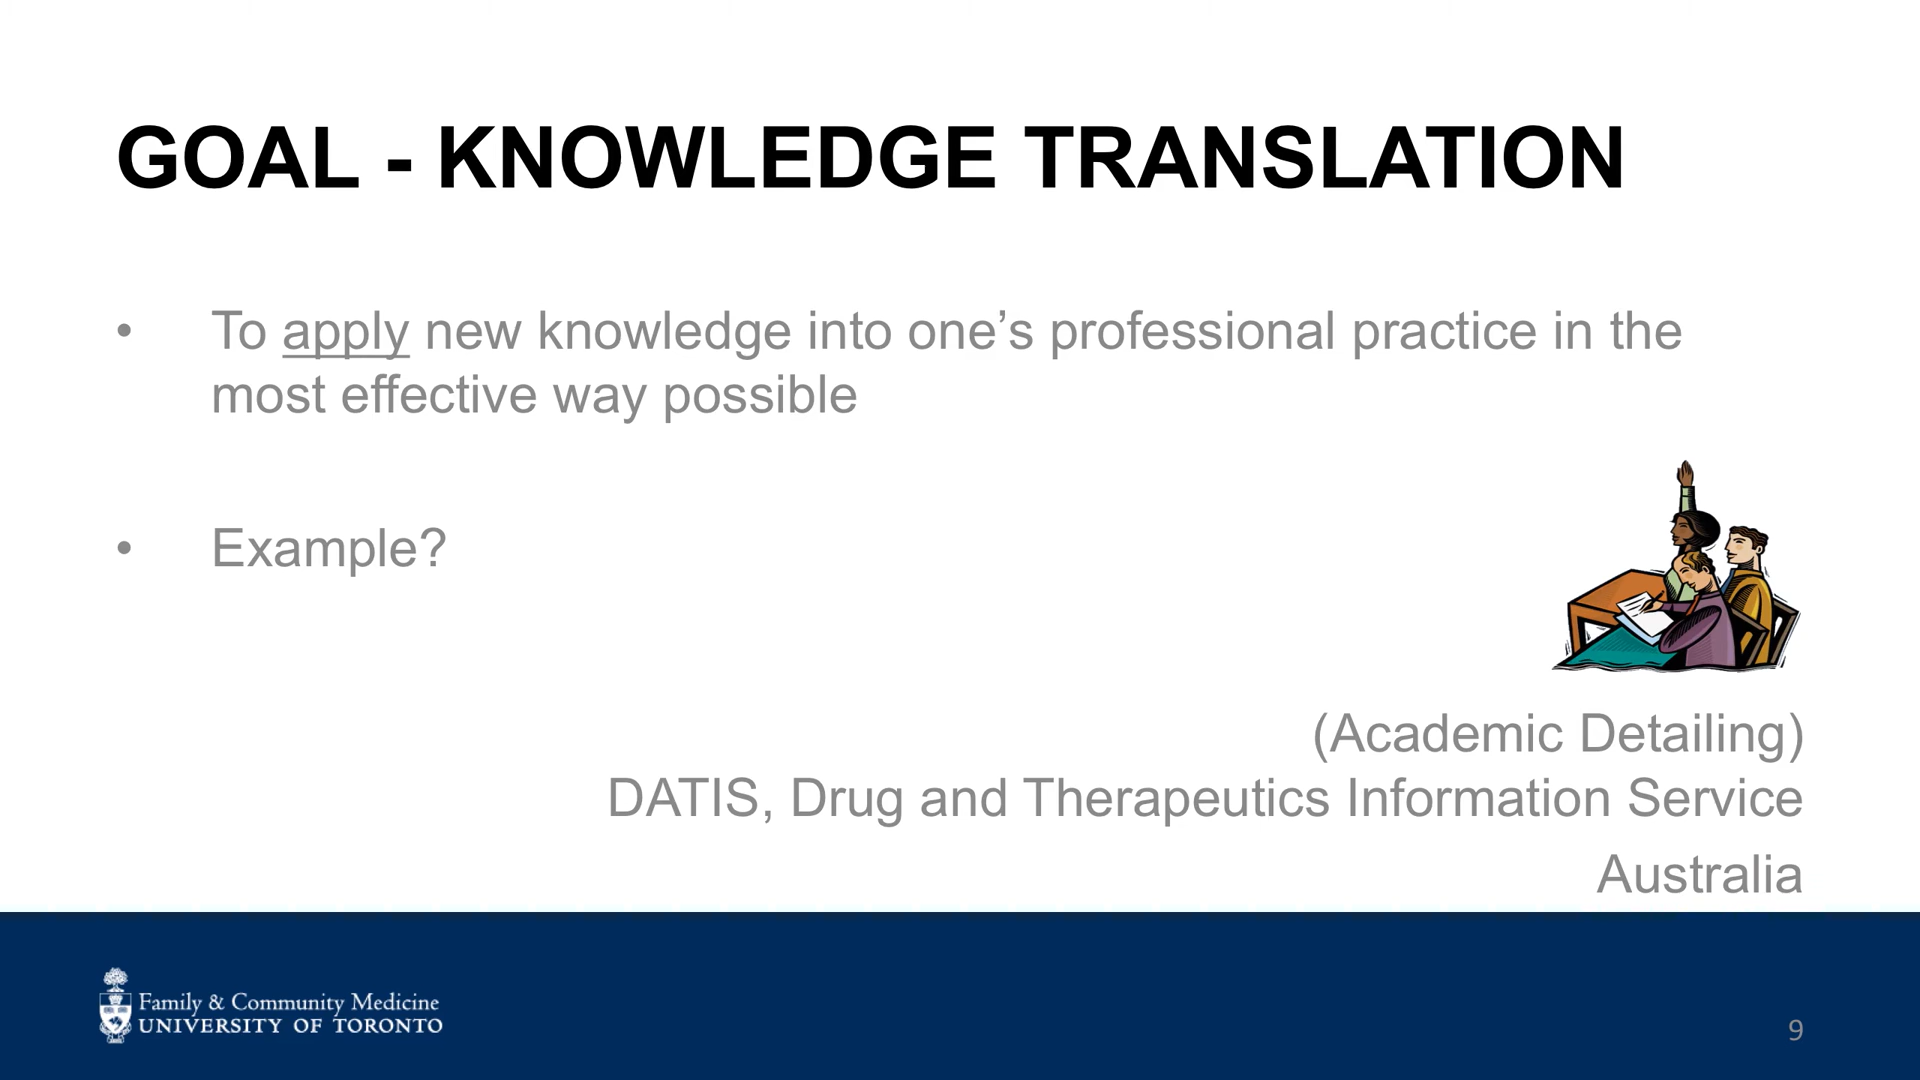 GOAL - KNOWLEDGE TRANSLATION
• To apply new knowledge into one’s professional practice in the
most effective way possible
• Example?
(Academic Detailing)
DATIS, Drug and Therapeutics Information Service
Australia
Family & Community Medicine
UNIVERSITY OF TORONTO
9